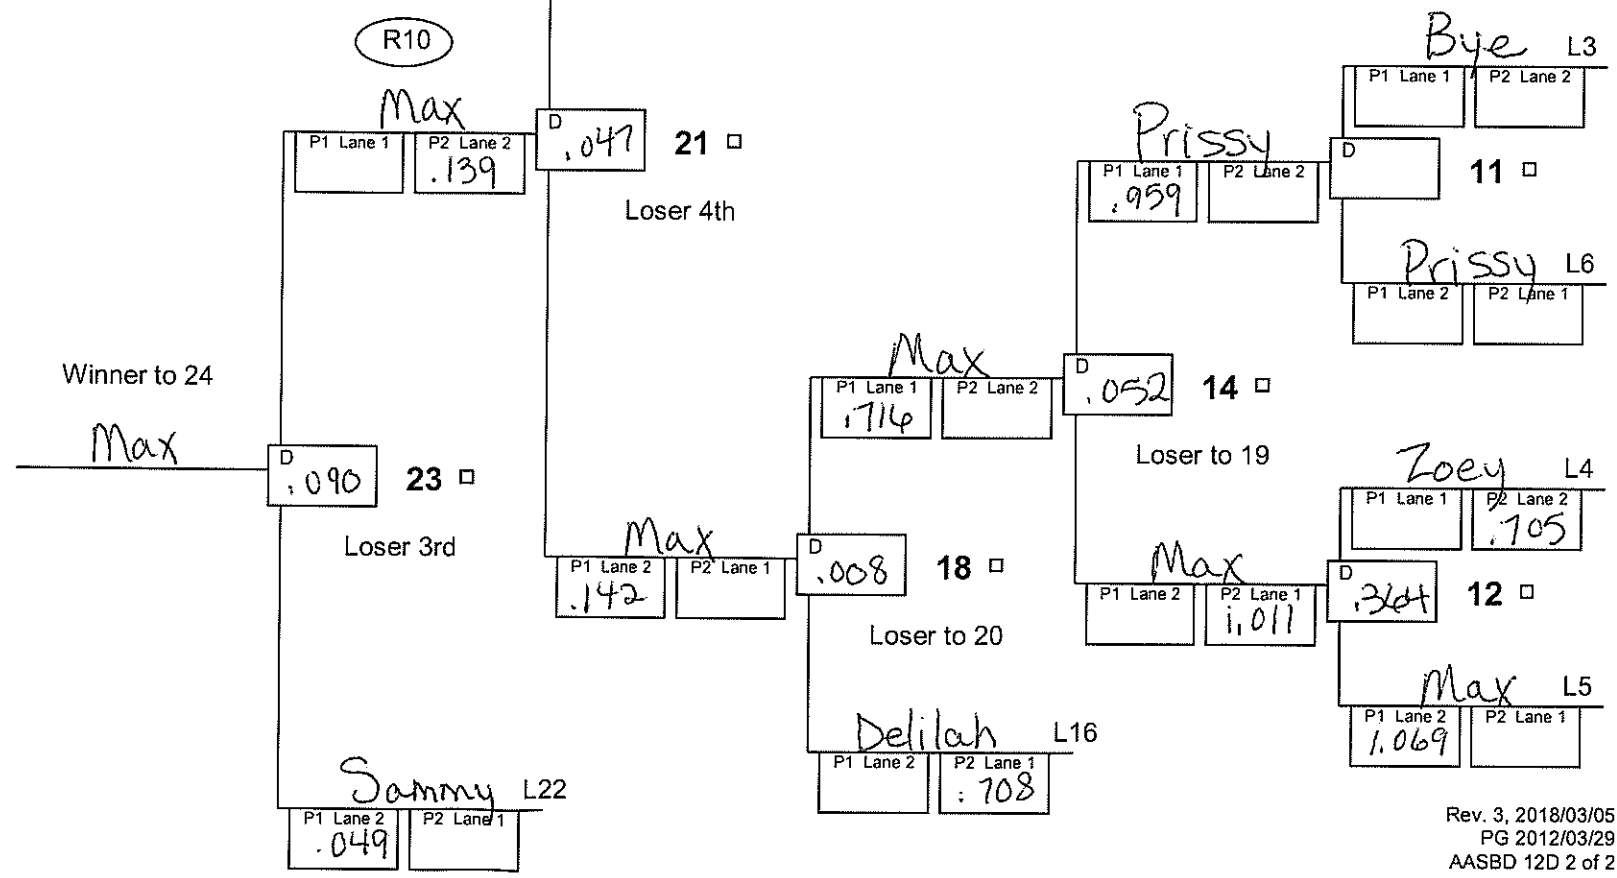 R10
Bye L3
P1 Lane 1 P2 Lane 2
Max
P1 Lane 1 P2 Lane 2
.139
D
.047
21
Loser 4th
Prissy
P1 Lane 1 P2 Lane 2
.959
D
11
Prissy L6
P1 Lane 2 P2 Lane 1
Winner to 24
Max
D
.090
23
Loser 3rd
Max
P1 Lane 1 P2 Lane 2
.716
D
.052
14
Loser to 19
Zoey L4
P1 Lane 1 P2 Lane 2
.705
Max
P1 Lane 2 P2 Lane 1
.142
D
.008
18
Loser to 20
Max
P1 Lane 2 P2 Lane 1
1.011
D
.364
12
Max L5
P1 Lane 2 P2 Lane 1
1.069
Delilah L16
P1 Lane 2 P2 Lane 1
.708
Sammy L22
P1 Lane 2 P2 Lane 1
.049
Rev. 3, 2018/03/05
PG 2012/03/29
AASBD 12D 2 of 2